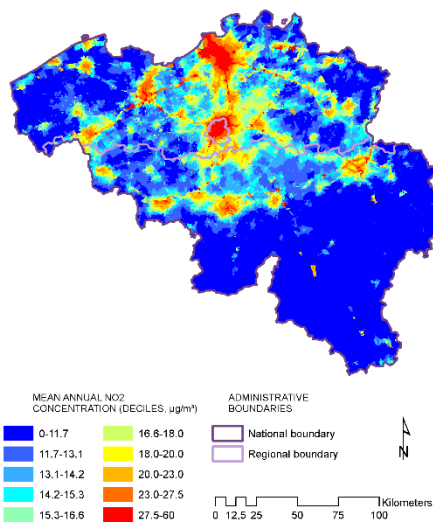 MEAN ANNUAL NO2
CONCENTRATION (DECILES, µg/m³)
0-11.7
11.7-13.1
13.1-14.2
14.2-15.3
15.3-16.6
16.6-18.0
18.0-20.0
20.0-23.0
23.0-27.5
27.5-60
ADMINISTRATIVE
BOUNDARIES
National boundary
Regional boundary
N
Kilometers
0 12,5 25 50 75 100